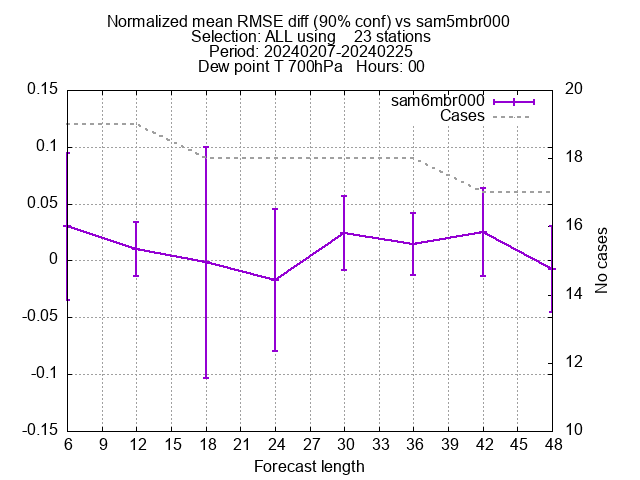 Normalized mean RMSE diff (90% conf) vs sam5mbr000
Selection: ALL using    23 stations
Period: 20240207-20240225
Dew point T 700hPa   Hours: 00
0.15
0.1
0.05
0
-0.05
-0.1
-0.15
20
18
16
14
12
10
sam6mbr000
Cases
No cases
6 9 12 15 18 21 24 27 30 33 36 39 42 45 48
Forecast length